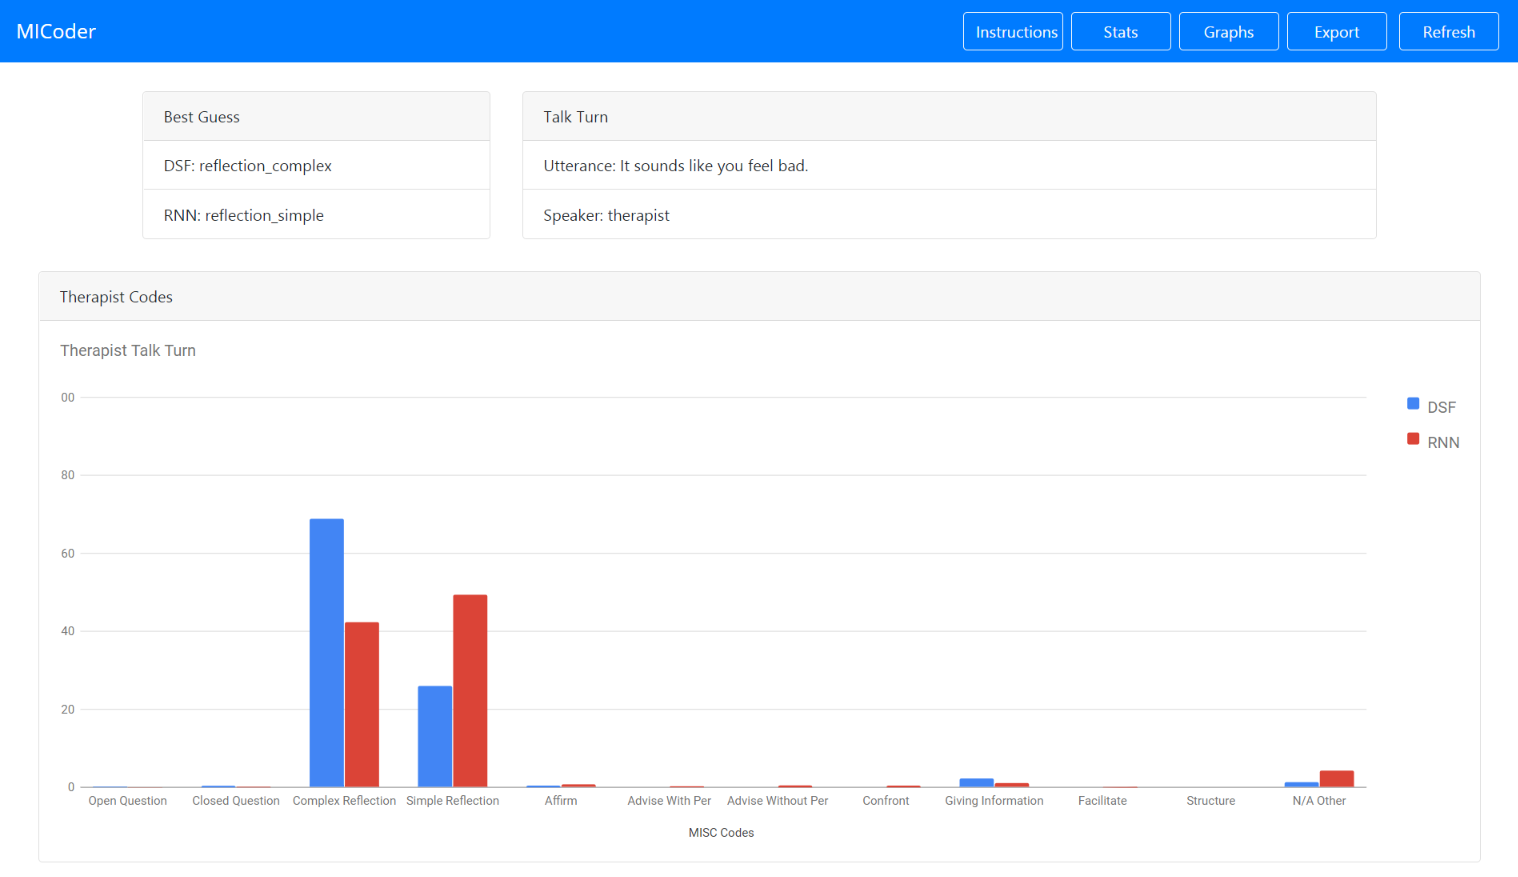 MICoder
Instructions Stats Graphs Export Refresh
Best Guess
DSF: reflection_complex
RNN: reflection_simple
Talk Turn
Utterance: It sounds like you feel bad.
Speaker: therapist
Therapist Codes
Therapist Talk Turn
00
80
60
40
20
0
DSF
RNN
Open Question Closed Question Complex Reflection Simple Reflection Affirm Advise With Per Advise Without Per Confront Giving Information Facilitate Structure N/A Other
MISC Codes